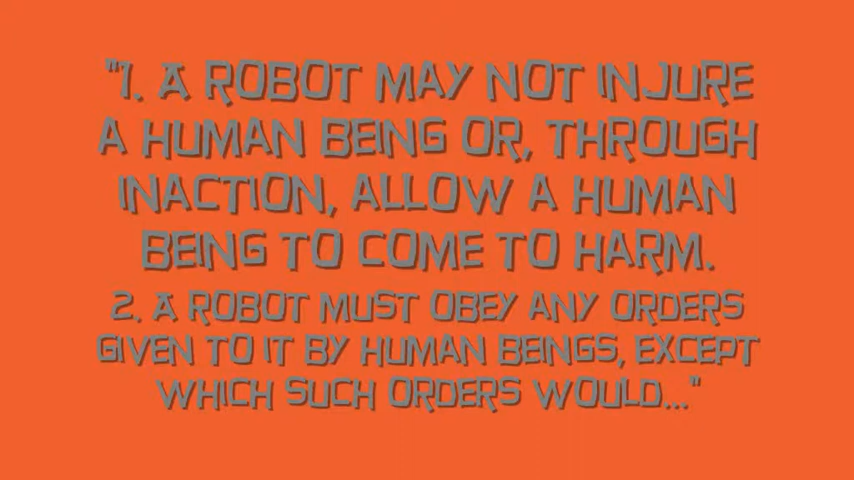 "1. A ROBOT MAY NOT INJURE
A HUMAN BEING OR, THROUGH
INACTION, ALLOW A HUMAN
BEING TO COME TO HARM.
2. A ROBOT MUST OBEY ANY ORDERS
GIVEN TO IT BY HUMAN BEINGS, EXCEPT
WHICH SUCH ORDERS WOULD..."